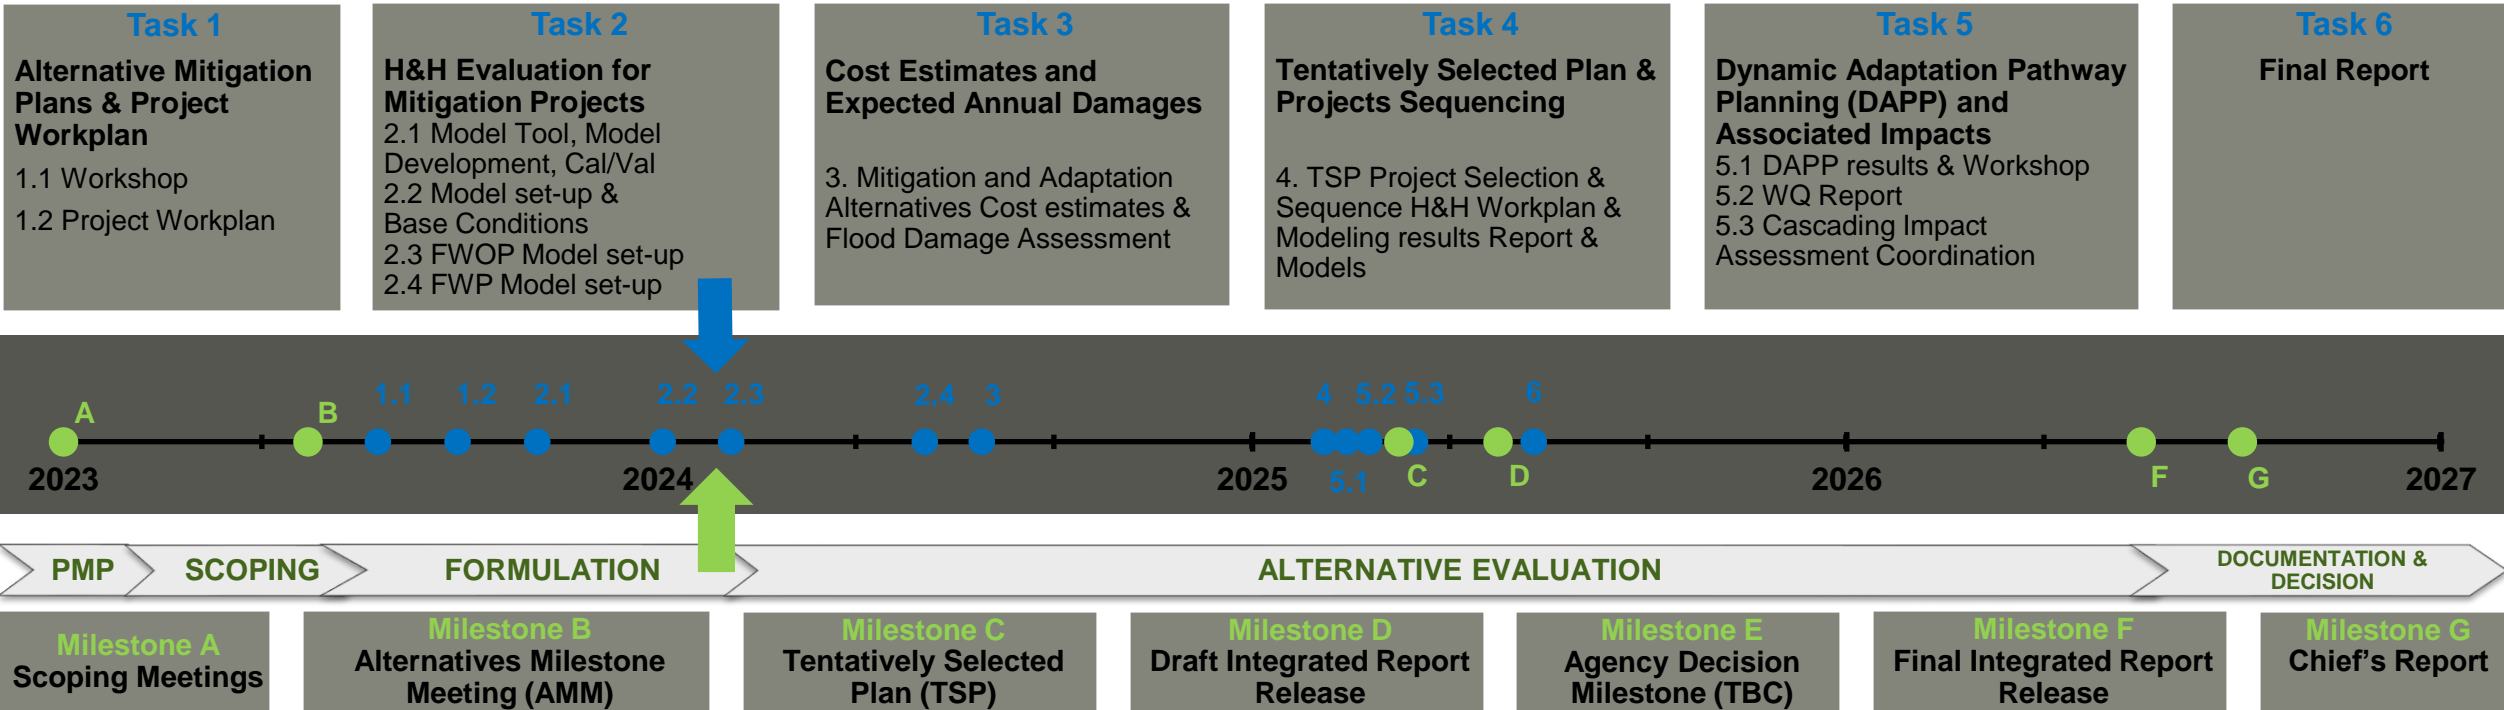 Task 1
Alternative Mitigation
Plans & Project
Workplan
1.1 Workshop
1.2 Project Workplan
Task 2
H&H Evaluation for
Mitigation Projects
2.1 Model Tool, Model
Development, Cal/Val
2.2 Model set-up &
Base Conditions
2.3 FWOP Model set-up
2.4 FWP Model set-up
Task 3
Cost Estimates and
Expected Annual Damages
3. Mitigation and Adaptation
Alternatives Cost estimates &
Flood Damage Assessment
Task 4
Tentatively Selected Plan &
Projects Sequencing
4. TSP Project Selection &
Sequence H&H Workplan &
Modeling results Report &
Models
Task 5
Dynamic Adaptation Pathway
Planning (DAPP) and
Associated Impacts
5.1 DAPP results & Workshop
5.2 WQ Report
5.3 Cascading Impact
Assessment Coordination
Task 6
Final Report
1.1 1.2 2.1 2.2 2.3 2.4 3 4 5.2 5.3 6
A B
2023 2024 2025 5.1 C D 2026 F G 2027
PMP SCOPING FORMULATION ALTERNATIVE EVALUATION
DOCUMENTATION &
DECISION
Milestone A
Scoping Meetings
Milestone B
Alternatives Milestone
Meeting (AMM)
Milestone C
Tentatively Selected
Plan (TSP)
Milestone D
Draft Integrated Report
Release
Milestone E
Agency Decision
Milestone (TBC)
Milestone F
Final Integrated Report
Release
Milestone G
Chief’s Report